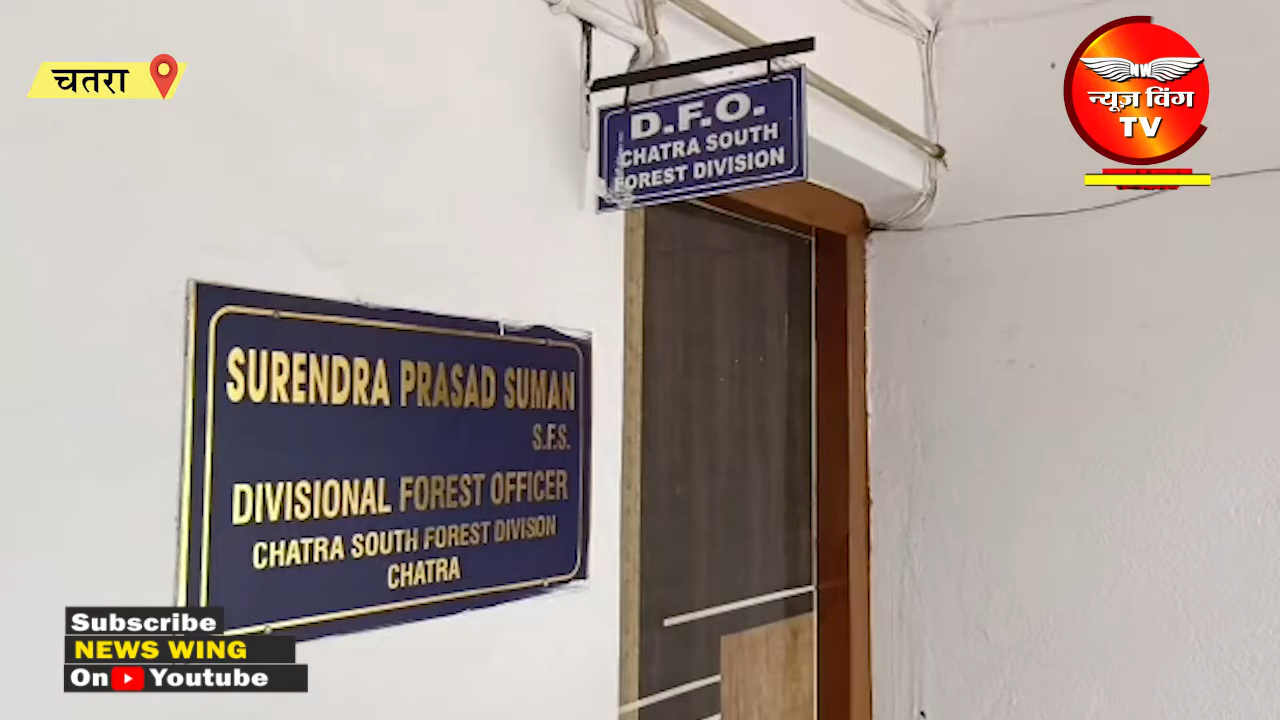 चतरा
NW
न्यूज़ विंग
TV
D.F.O.
CHATRA SOUTH
FOREST DIVISION
SURENDRA PRASAD SUMAN
S.F.S.
DIVISIONAL FOREST OFFICER
CHATRA SOUTH FOREST DIVISION
CHATRA
Subscribe
NEWS WING
On Youtube